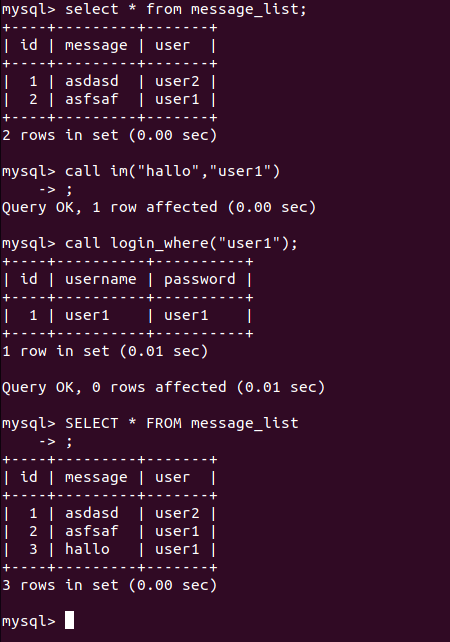 mysql> select * from message_list;
+----+---------+-------+
| id | message | user  |
+----+---------+-------+
|  1 | asdasd  | user2 |
|  2 | asfsaf  | user1 |
+----+---------+-------+
2 rows in set (0.00 sec)

mysql> call im("hallo","user1")
    -> ;
Query OK, 1 row affected (0.00 sec)

mysql> call login_where("user1");
+----+----------+----------+
| id | username | password |
+----+----------+----------+
|  1 | user1    | user1    |
+----+----------+----------+
1 row in set (0.01 sec)

Query OK, 0 rows affected (0.01 sec)

mysql> SELECT * FROM message_list
    -> ;
+----+---------+-------+
| id | message | user  |
+----+---------+-------+
|  1 | asdasd  | user2 |
|  2 | asfsaf  | user1 |
|  3 | hallo   | user1 |
+----+---------+-------+
3 rows in set (0.00 sec)

mysql>